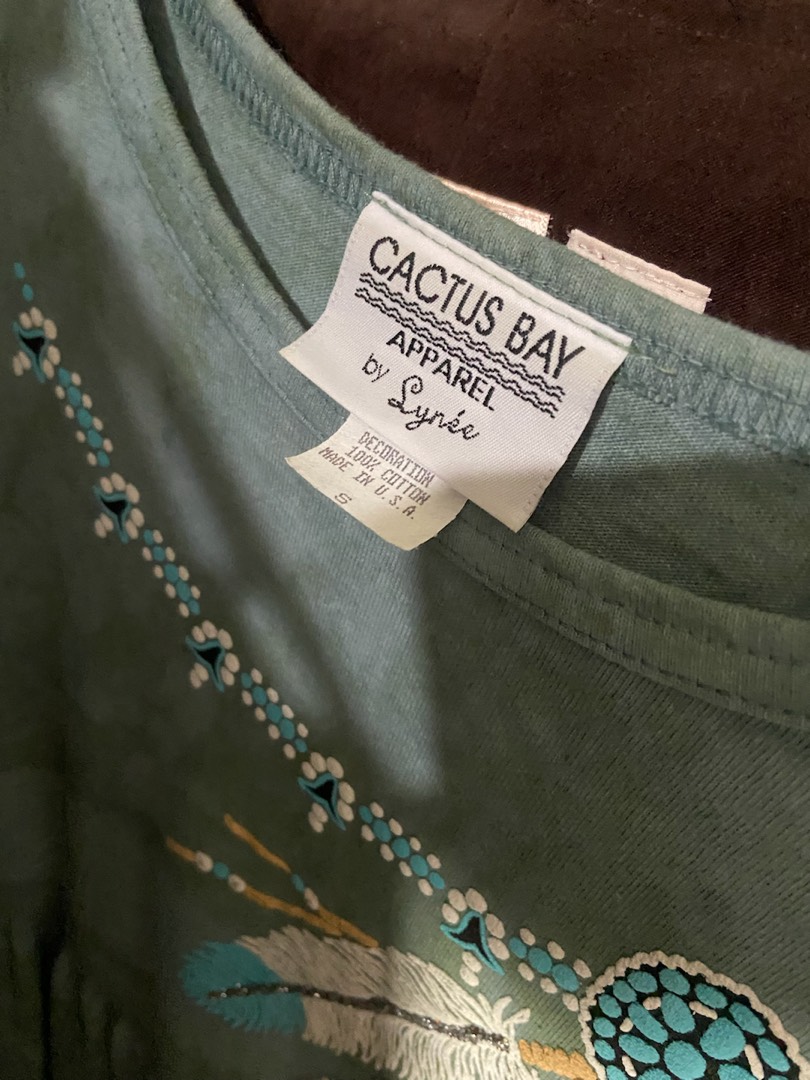 CACTUS BAY
APPAREL
by Lynée
DECORATION
100% COTTON
MADE IN U.S.A.
S